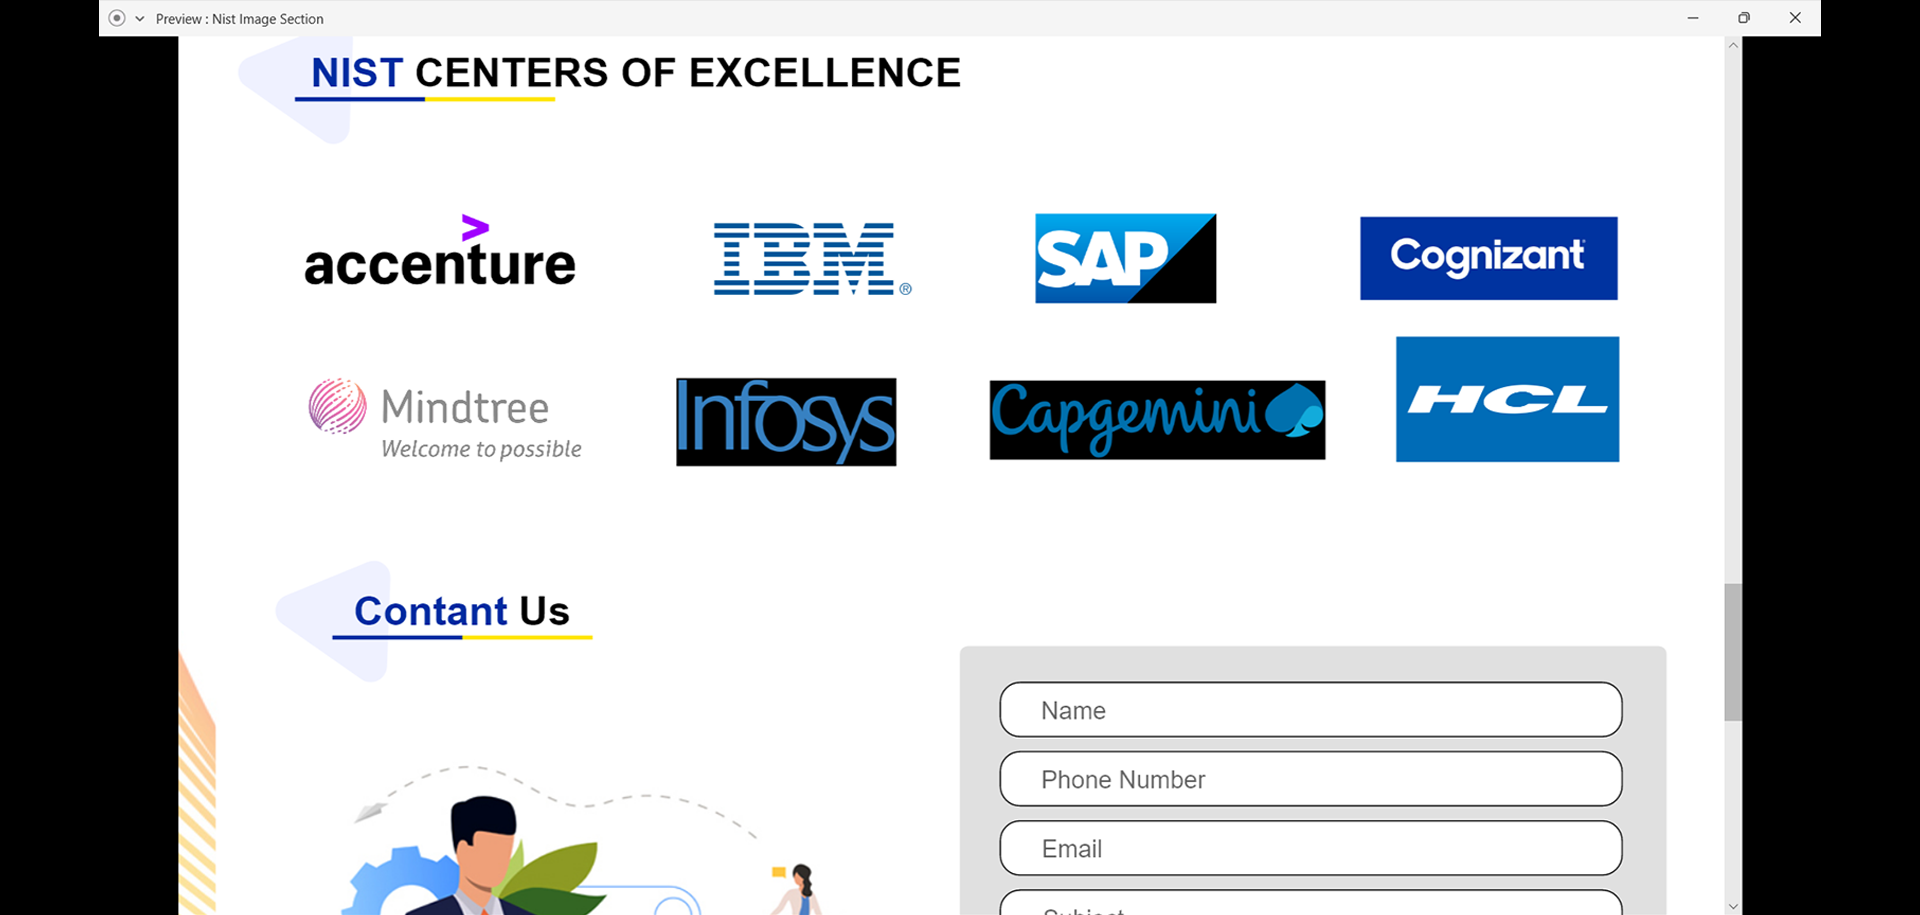 Preview : Nist Image Section
NIST CENTERS OF EXCELLENCE
accenture
IBM®
SAP
Cognizant
Mindtree
Welcome to possible
Infosys
Capgemini
HCL
Contant Us
Name
Phone Number
Email